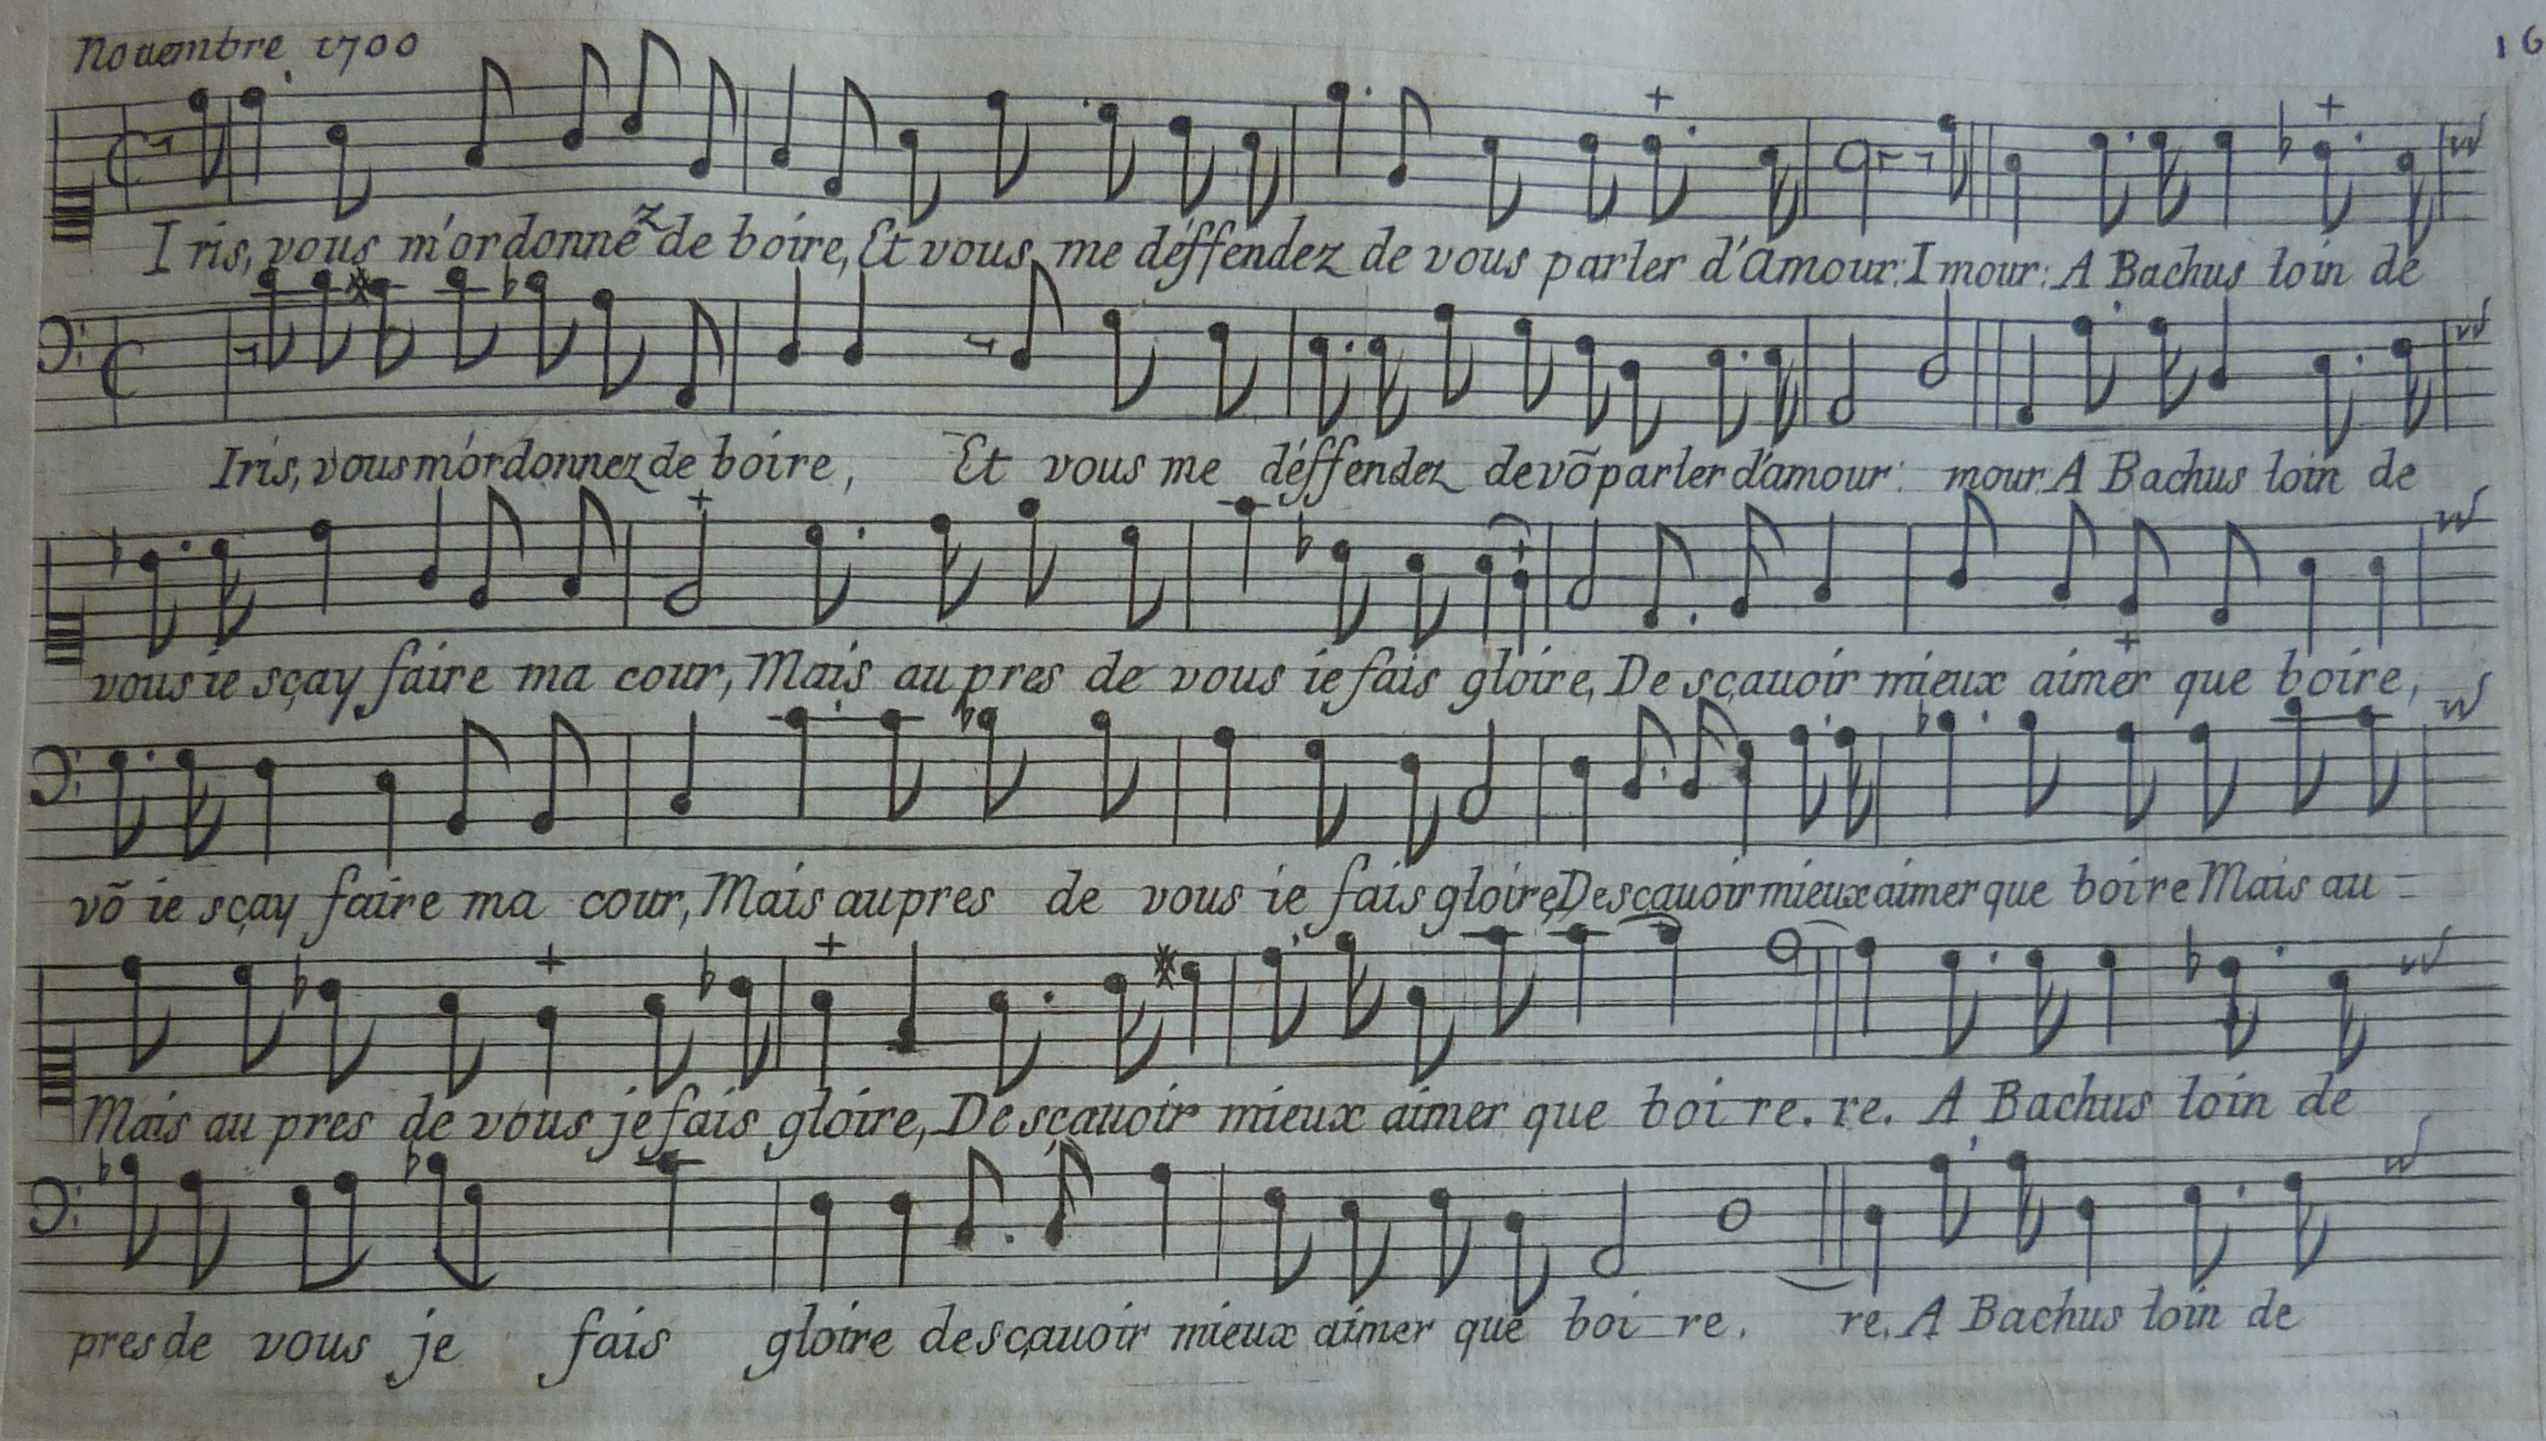 Nouembre 1700
16
Iris, vous m'ordonnez de boire, Et vous me déffendez de vous parler d'Amour: I mour: A Bachus loin de
Iris, vous m'ordonnez de boire, Et vous me déffendez de võ parler d'amour: mour. A Bachus loin de
vous ie sçay faire ma cour, Mais au pres de vous ie fais gloire, De sçauoir mieux aimer que boire,
võ ie sçay faire ma cour, Mais au pres de vous ie fais gloire, De sçauoir mieux aimer que boire Mais au =
Mais au pres de vous je fais gloire, De sçauoir mieux aimer que boi re. re. A Bachus loin de
pres de vous je fais gloire de sçauoir mieux aimer que boi re. re. A Bachus loin de